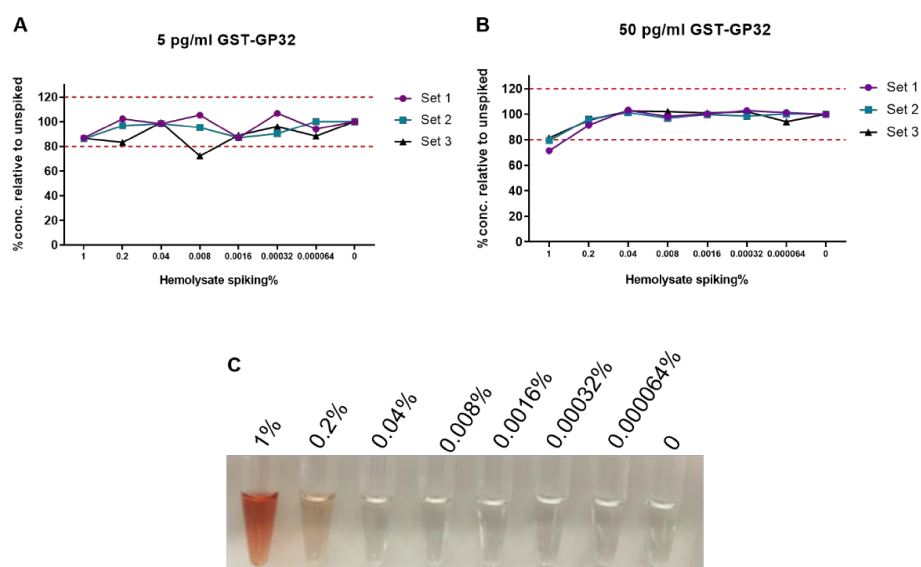 A
5 pg/ml GST-GP32
% conc. relative to unspiked
120
100
80
60
40
20
0
1 0.2 0.04 0.008 0.0016 0.00032 0.000064 0
Hemolysate spiking%
Set 1
Set 2
Set 3
B
50 pg/ml GST-GP32
% conc. relative to unspiked
120
100
80
60
40
20
0
1 0.2 0.04 0.008 0.0016 0.00032 0.000064 0
Hemolysate spiking%
Set 1
Set 2
Set 3
C
1% 0.2% 0.04% 0.008% 0.0016% 0.00032% 0.000064% 0